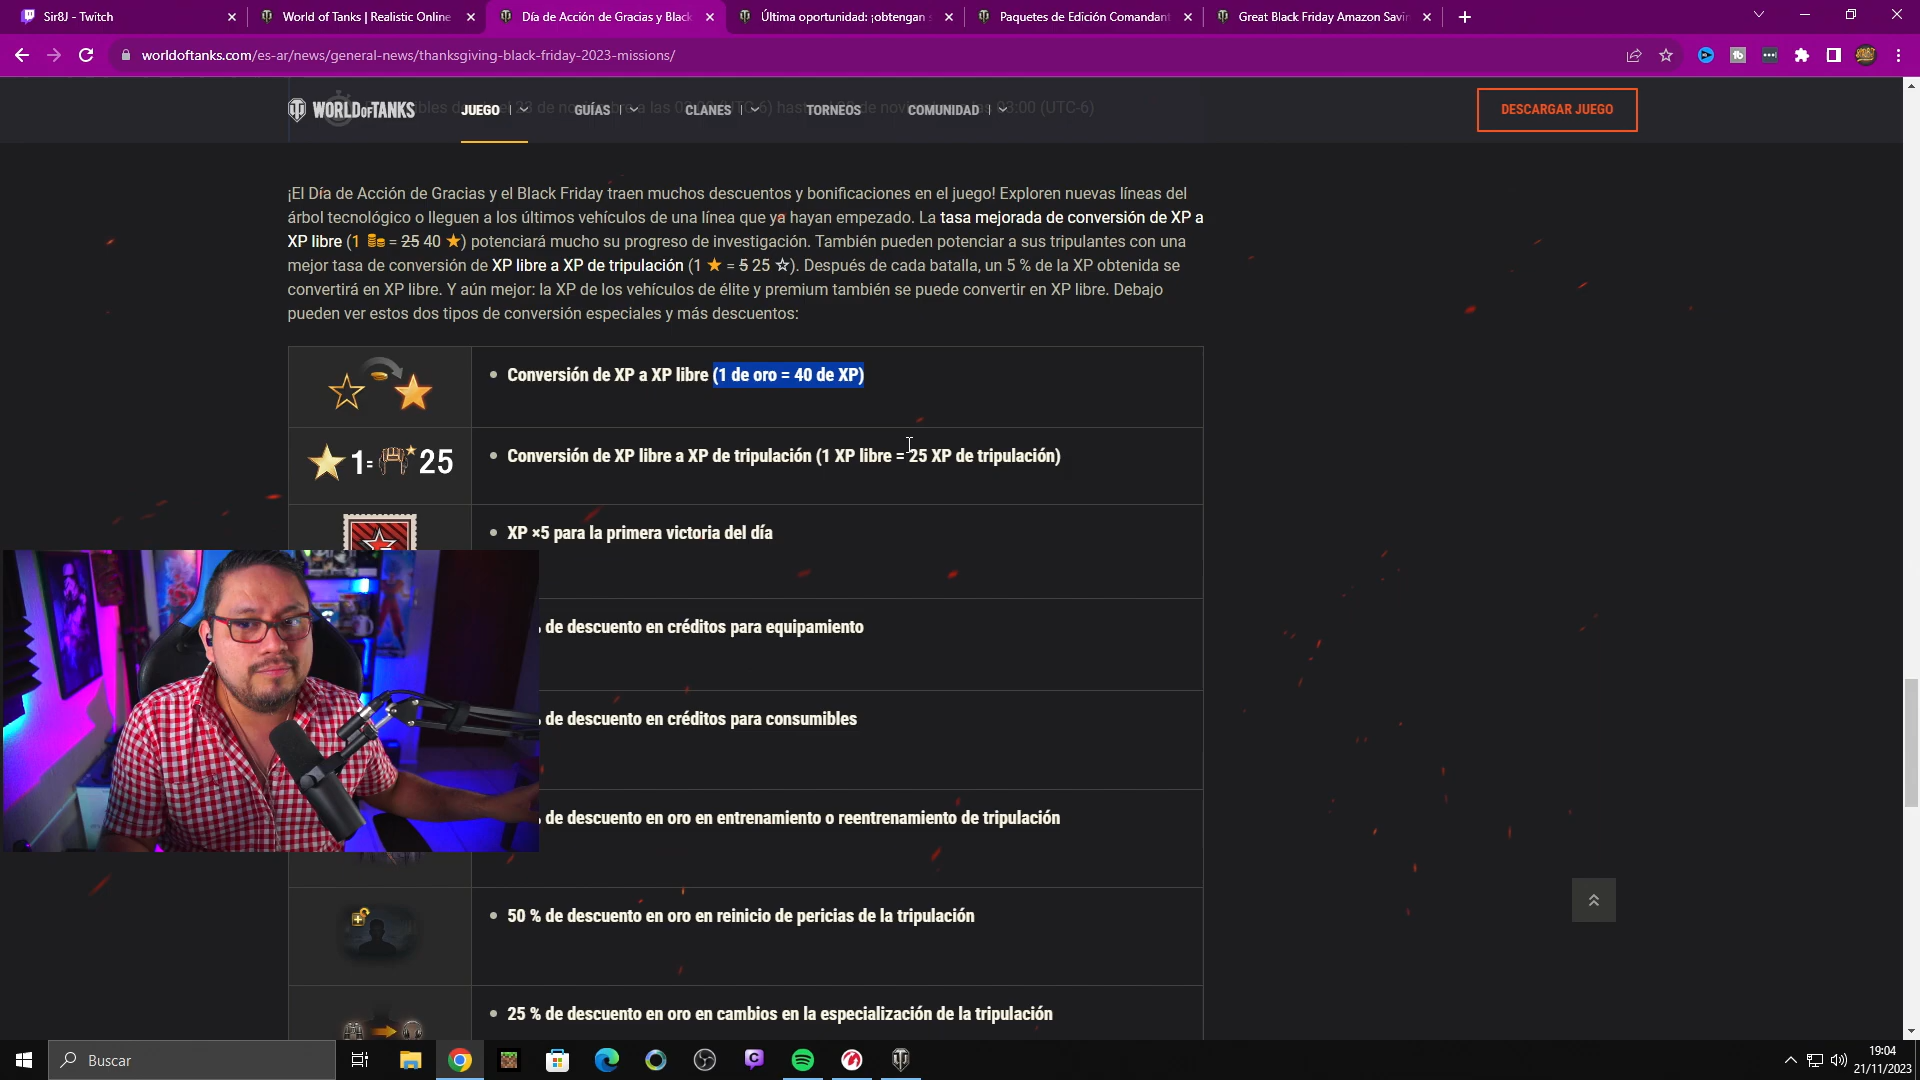 Sir8J - Twitch
World of Tanks | Realistic Online
Día de Acción de Gracias y Black
Última oportunidad: ¡obtengan
Paquetes de Edición Comandant
Great Black Friday Amazon Savin
worldoftanks.com/es-ar/news/general-news/thanksgiving-black-friday-2023-missions/
WORLD OF TANKS
JUEGO
GUÍAS
CLANES
TORNEOS
COMUNIDAD
DESCARGAR JUEGO
¡El Día de Acción de Gracias y el Black Friday traen muchos descuentos y bonificaciones en el juego! Exploren nuevas líneas del
árbol tecnológico o lleguen a los últimos vehículos de una línea que ya hayan empezado. La tasa mejorada de conversión de XP a
XP libre (1 = 25 40 ★) potenciará mucho su progreso de investigación. También pueden potenciar a sus tripulantes con una
mejor tasa de conversión de XP libre a XP de tripulación (1 ★ = 5 25 ☆). Después de cada batalla, un 5 % de la XP obtenida se
convertirá en XP libre. Y aún mejor: la XP de los vehículos de élite y premium también se puede convertir en XP libre. Debajo
pueden ver estos dos tipos de conversión especiales y más descuentos:
• Conversión de XP a XP libre (1 de oro = 40 de XP)
1= 25
• Conversión de XP libre a XP de tripulación (1 XP libre = 25 XP de tripulación)
• XP ×5 para la primera victoria del día
% de descuento en créditos para equipamiento
% de descuento en créditos para consumibles
% de descuento en oro en entrenamiento o reentrenamiento de tripulación
• 50 % de descuento en oro en reinicio de pericias de la tripulación
• 25 % de descuento en oro en cambios en la especialización de la tripulación
Buscar
19:04
21/11/2023